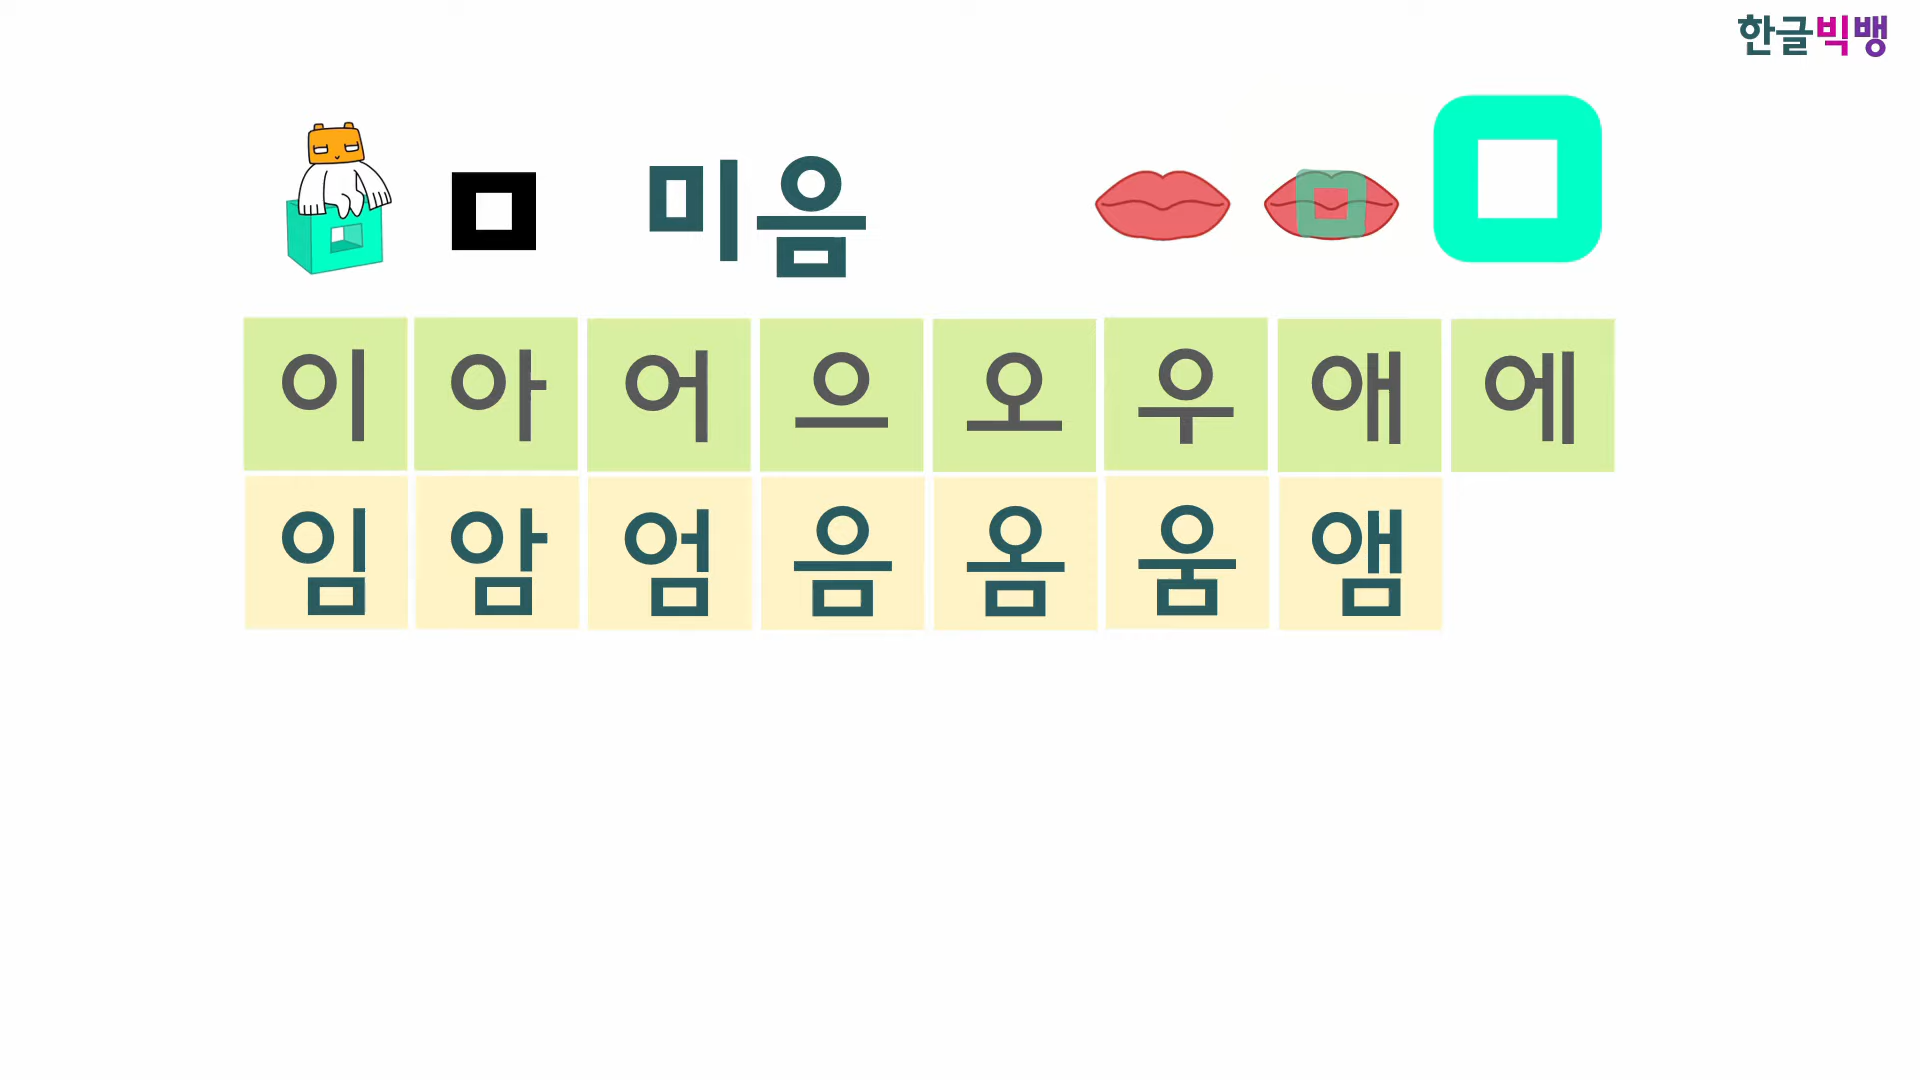 한글빅뱅
ㅁ 미음 ㅁ ㅁ
이 아 어 으 오 우 애 에
임 암 엄 음 옴 움 앰